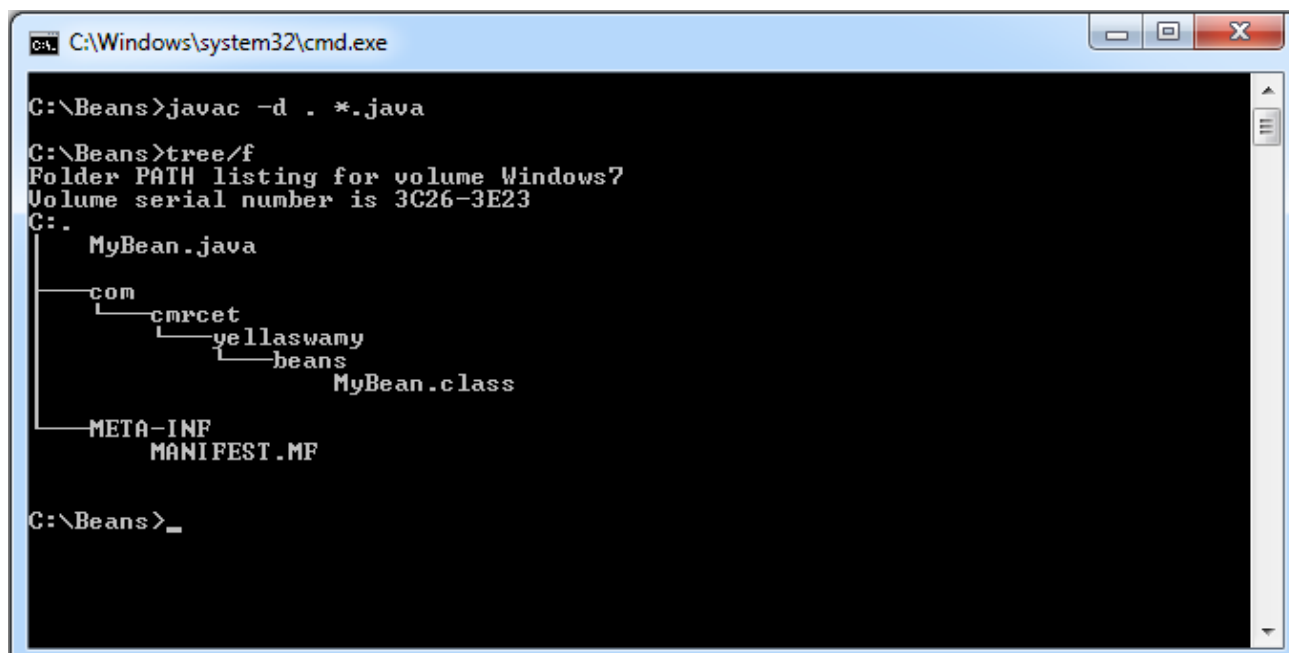 C:\Windows\system32\cmd.exe
C:\Beans>javac -d . *.java
C:\Beans>tree/f
Folder PATH listing for volume Windows7
Volume serial number is 3C26-3E23
C:.
│    MyBean.java
│
├───com
│   └───cmrcet
│       └───yellaswamy
│           └───beans
│                   MyBean.class
│
└───META-INF
        MANIFEST.MF
C:\Beans>_